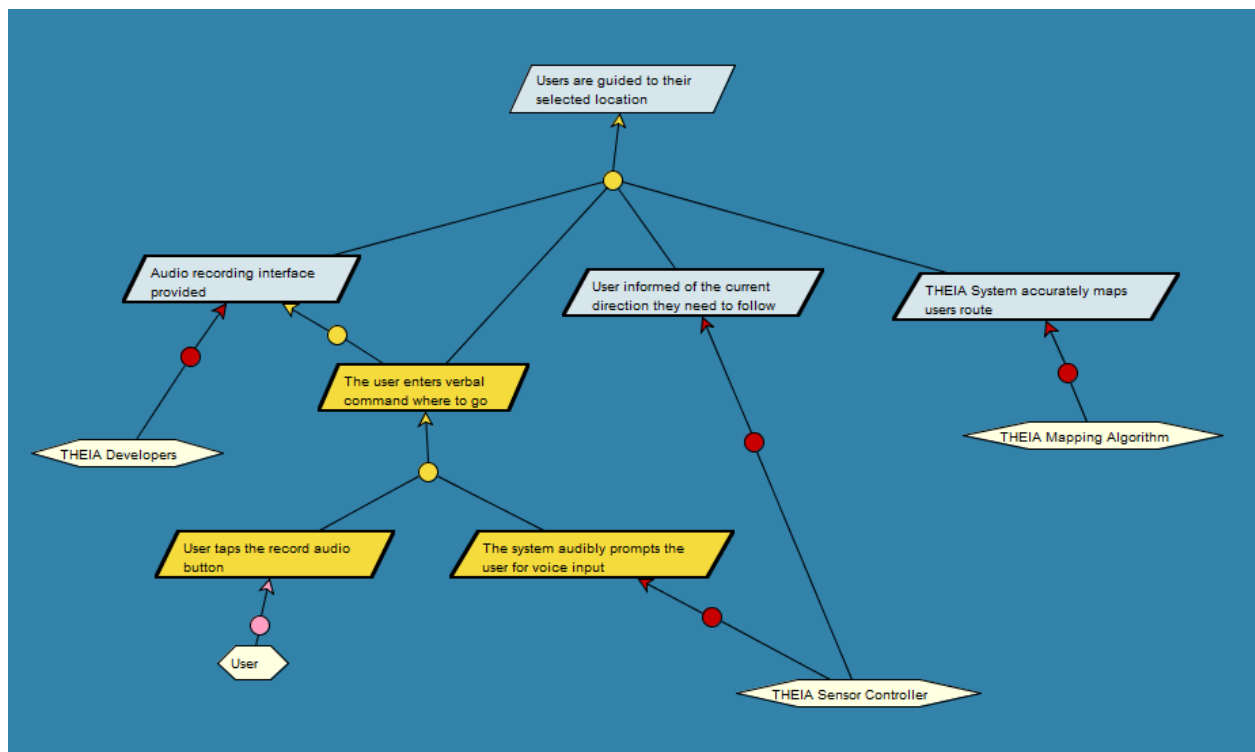 Users are guided to their
selected location
Audio recording interface
provided
User informed of the current
direction they need to follow
THEIA System accurately maps
users route
The user enters verbal
command where to go
THEIA Developers
THEIA Mapping Algorithm
User taps the record audio
button
The system audibly prompts the
user for voice input
User
THEIA Sensor Controller